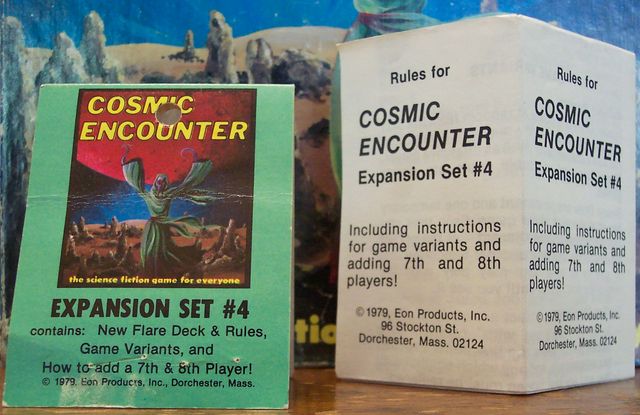 COSMIC
ENCOUNTER
the science fiction game for everyone
EXPANSION SET #4
contains: New Flare Deck & Rules,
Game Variants, and
How to add a 7th & 8th Player!
© 1979, Eon Products, Inc., Dorchester, Mass.
Rules for
COSMIC
ENCOUNTER
Expansion Set #4
Including instructions
for game variants and
adding 7th and 8th
players!
©1979, Eon Products, Inc.
96 Stockton St.
Dorchester, Mass. 02124
Rules for
COSMIC
ENCOUNTER
Expansion Set #4
Including instructions
for game variants and
adding 7th and 8th
players!
©1979, Eon Products, Inc.
96 Stockton St.
Dorchester, Mass. 02124